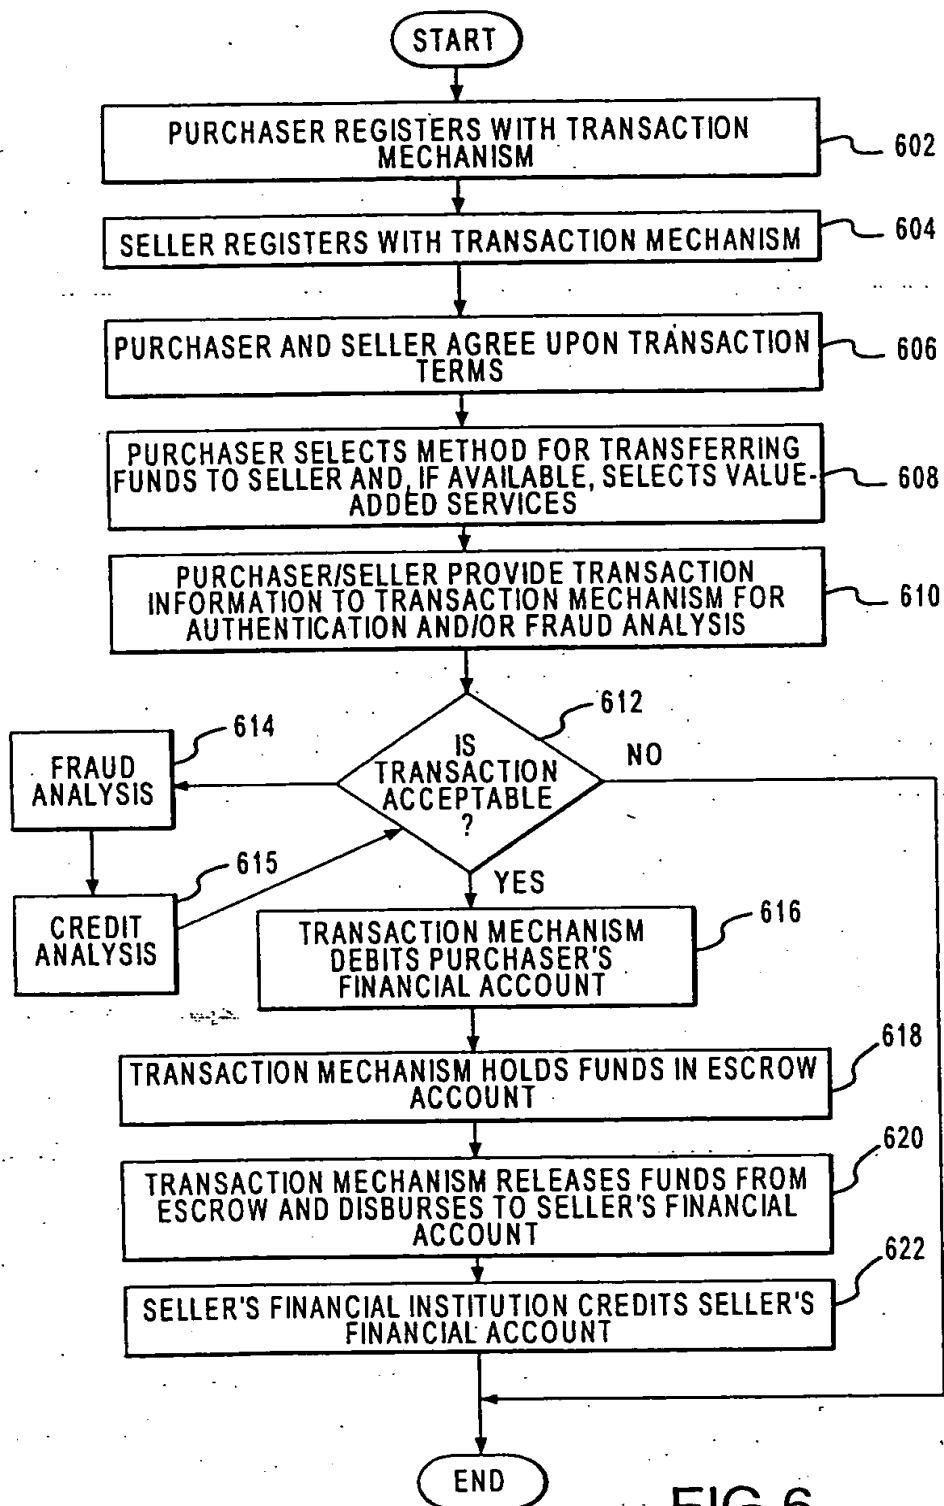 START
PURCHASER REGISTERS WITH TRANSACTION
MECHANISM
602
SELLER REGISTERS WITH TRANSACTION MECHANISM
604
PURCHASER AND SELLER AGREE UPON TRANSACTION
TERMS
606
PURCHASER SELECTS METHOD FOR TRANSFERRING
FUNDS TO SELLER AND, IF AVAILABLE, SELECTS VALUE-
ADDED SERVICES
608
PURCHASER/SELLER PROVIDE TRANSACTION
INFORMATION TO TRANSACTION MECHANISM FOR
AUTHENTICATION AND/OR FRAUD ANALYSIS
610
612
IS
TRANSACTION
ACCEPTABLE
?
NO
614
FRAUD
ANALYSIS
615
CREDIT
ANALYSIS
YES
TRANSACTION MECHANISM
DEBITS PURCHASER'S
FINANCIAL ACCOUNT
616
TRANSACTION MECHANISM HOLDS FUNDS IN ESCROW
ACCOUNT
618
TRANSACTION MECHANISM RELEASES FUNDS FROM
ESCROW AND DISBURSES TO SELLER'S FINANCIAL
ACCOUNT
620
SELLER'S FINANCIAL INSTITUTION CREDITS SELLER'S
FINANCIAL ACCOUNT
622
END
FIG.6